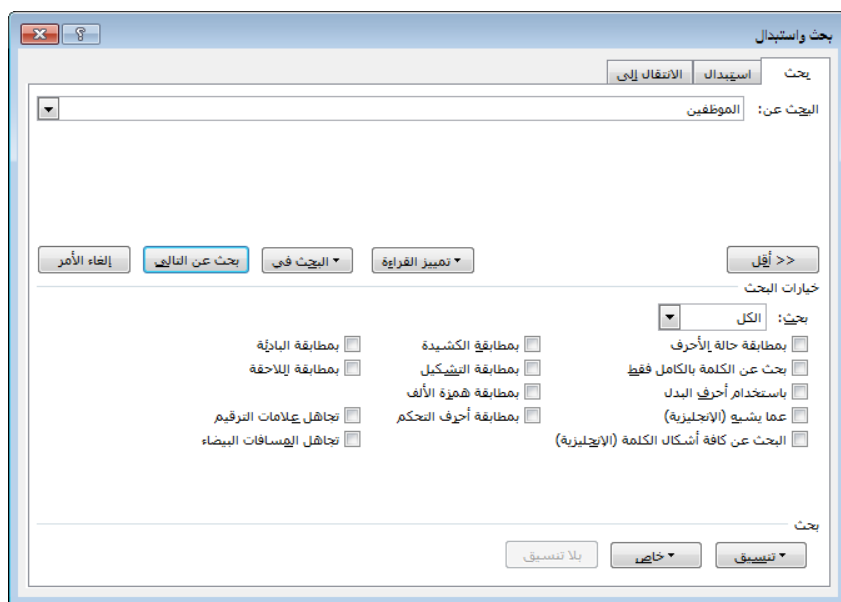 بحث واستبدال
بحث استبدال الانتقال إلى
البحث عن: الموظفين
<< أقل تمييز القراءة البحث في بحث عن التالي إلغاء الأمر
خيارات البحث
بحث: الكل
بمطابقة حالة الأحرف بمطابقة الكشيدة بمطابقة البادئة
بحث عن الكلمة بالكامل فقط بمطابقة التشكيل بمطابقة اللاحقة
باستخدام أحرف البدل بمطابقة همزة الألف
عما يشبه (الإنجليزية) بمطابقة أحرف التحكم تجاهل علامات الترقيم
البحث عن كافة أشكال الكلمة (الإنجليزية) تجاهل المسافات البيضاء
بحث
تنسيق خاص بلا تنسيق